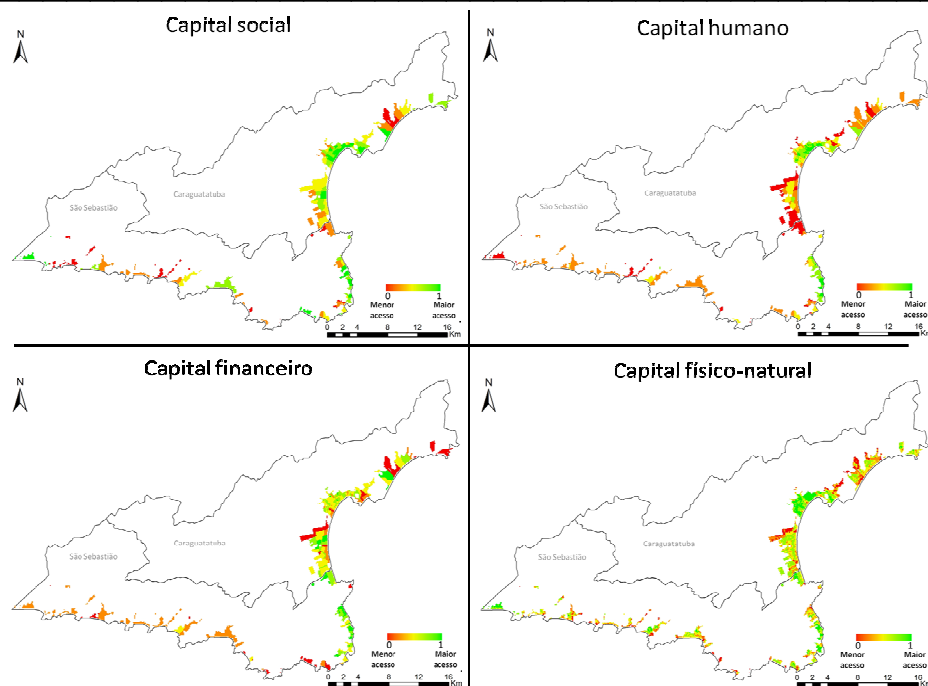 Capital social
N
São Sebastião
Caraguatatuba
0 1
Menor acesso
Maior acesso
0 2 4 8 12 16
Km
Capital humano
N
São Sebastião
Caraguatatuba
0 1
Menor acesso
Maior acesso
0 2 4 8 12 16
Km
Capital financeiro
N
São Sebastião
Caraguatatuba
0 1
Menor acesso
Maior acesso
0 2 4 8 12 16
Km
Capital físico-natural
N
São Sebastião
Caraguatatuba
0 1
Menor acesso
Maior acesso
0 2 4 8 12 16
Km